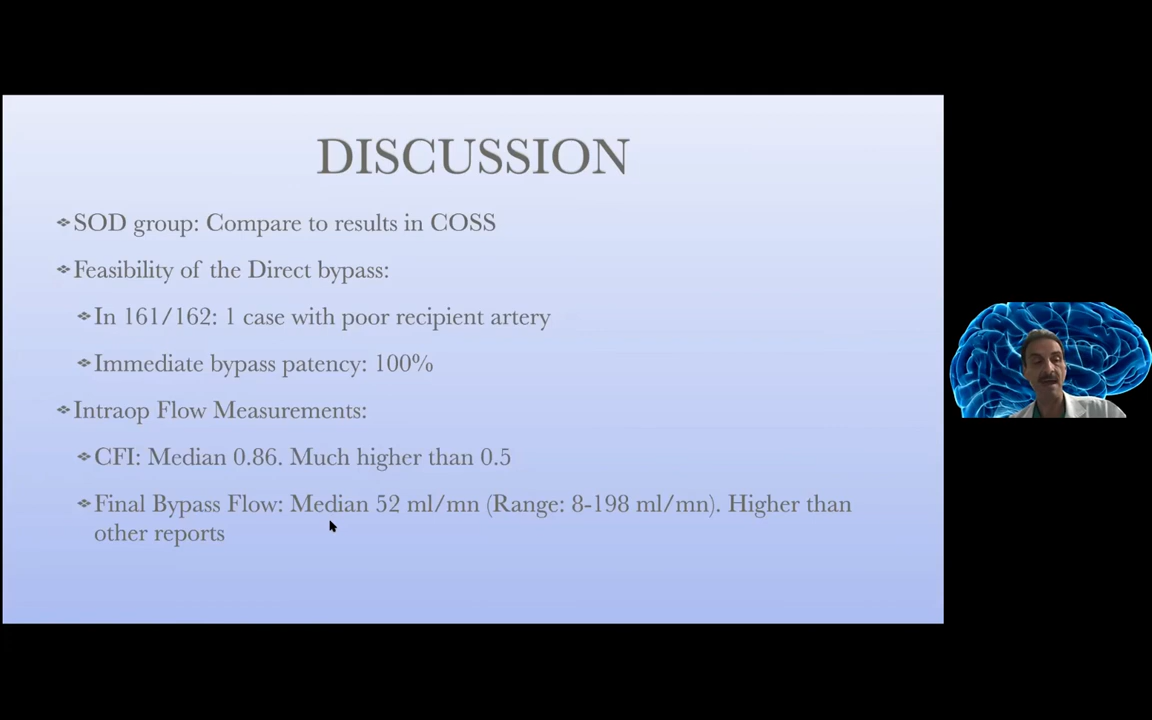 DISCUSSION
SOD group: Compare to results in COSS
Feasibility of the Direct bypass:
In 161/162: 1 case with poor recipient artery
Immediate bypass patency: 100%
Intraop Flow Measurements:
CFI: Median 0.86. Much higher than 0.5
Final Bypass Flow: Median 52 ml/mn (Range: 8-198 ml/mn). Higher than
other reports